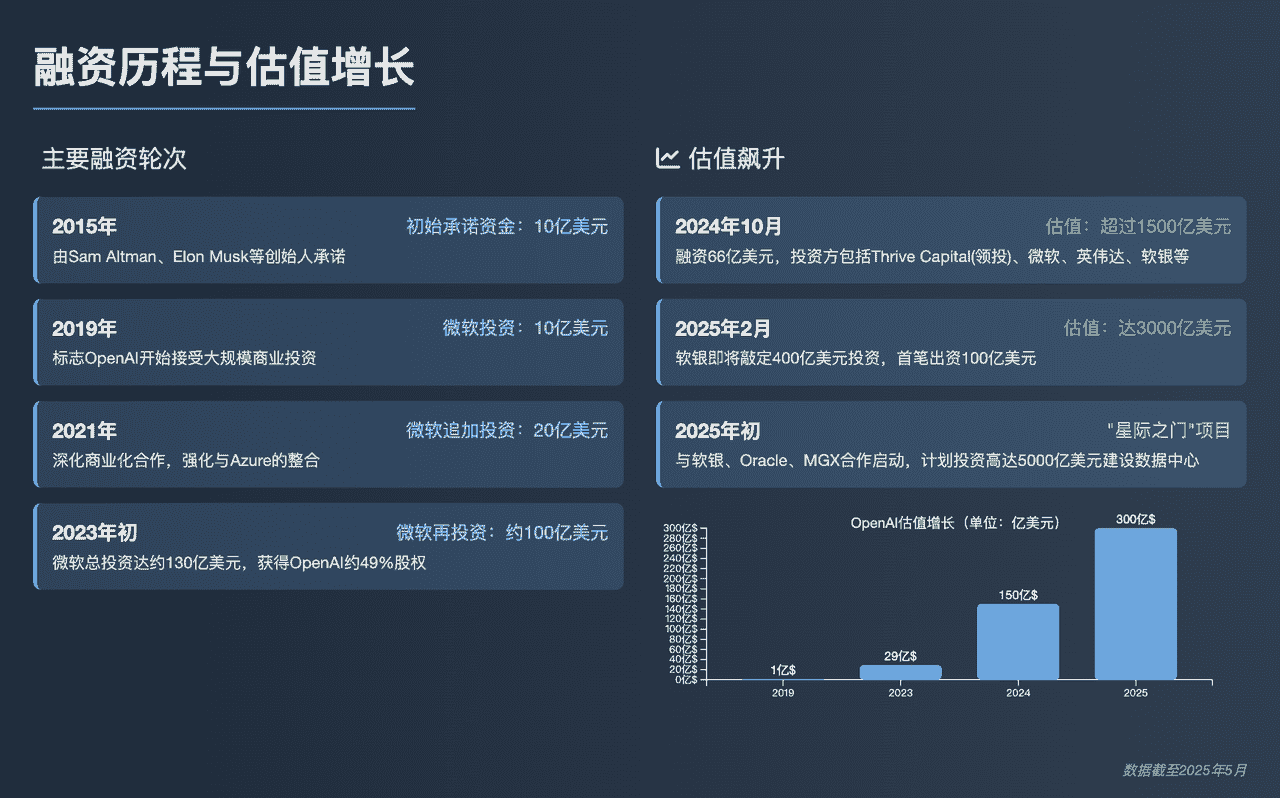 融资历程与估值增长
主要融资轮次
2015年
初始承诺资金：10亿美元
由Sam Altman、Elon Musk等创始人承诺
2019年
微软投资：10亿美元
标志OpenAI开始接受大规模商业投资
2021年
微软追加投资：20亿美元
深化商业化合作，强化与Azure的整合
2023年初
微软再投资：约100亿美元
微软总投资达约130亿美元，获得OpenAI约49%股权
估值飙升
2024年10月
估值：超过1500亿美元
融资66亿美元，投资方包括Thrive Capital(领投)、微软、英伟达、软银等
2025年2月
估值：达3000亿美元
软银即将敲定400亿美元投资，首笔出资100亿美元
2025年初
"星际之门"项目
与软银、Oracle、MGX合作启动，计划投资高达5000亿美元建设数据中心
OpenAI估值增长（单位：亿美元）
300亿$
280亿$
260亿$
240亿$
220亿$
200亿$
180亿$
160亿$
140亿$
120亿$
100亿$
80亿$
60亿$
40亿$
20亿$
0亿$
1亿$
29亿$
150亿$
300亿$
2019
2023
2024
2025
数据截至2025年5月